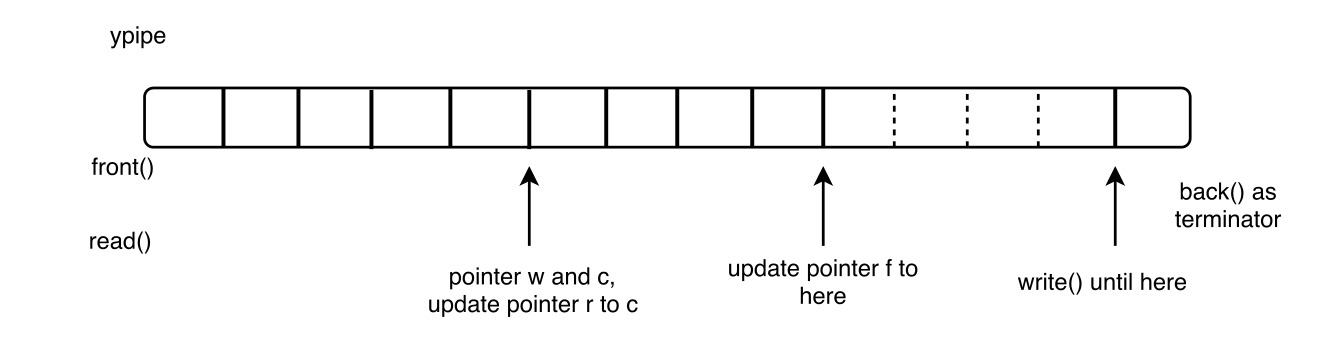 ypipe
front()
read()
pointer w and c,
update pointer r to c
update pointer f to
here
write() until here
back() as
terminator